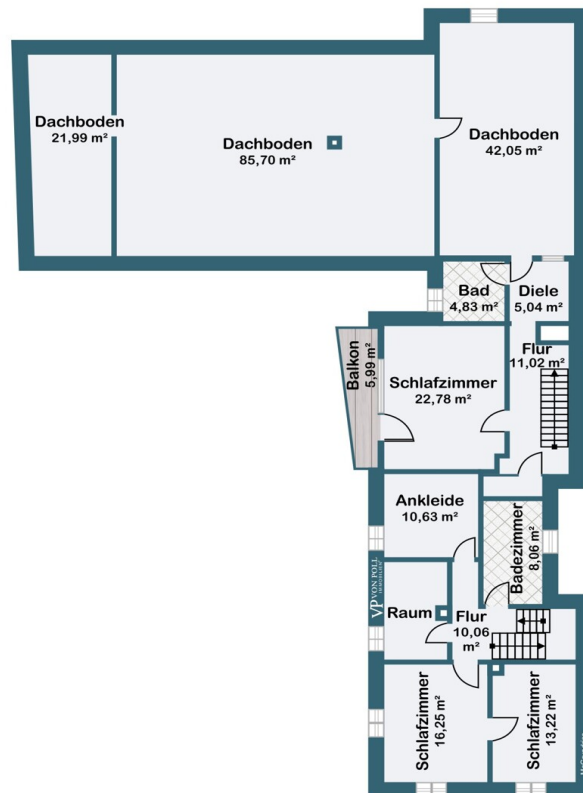 Dachboden
21,99 m²
Dachboden
85,70 m²
Dachboden
42,05 m²
Bad
4,83 m²
Diele
5,04 m²
Flur
11,02 m²
Balkon
5,99 m²
Schlafzimmer
22,78 m²
Ankleide
10,63 m²
Badezimmer
8,06 m²
VP VON POLL
IMMOBILIEN
Raum
Flur
10,06
m²
Schlafzimmer
16,25 m²
Schlafzimmer
13,22 m²